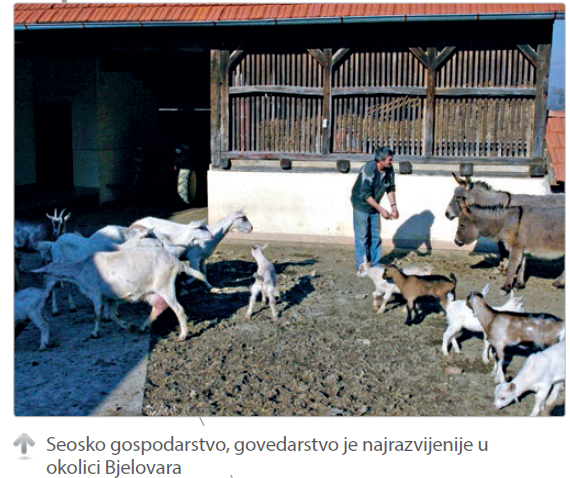 Seosko gospodarstvo, govedarstvo je najrazvijenije u
okolici Bjelovara